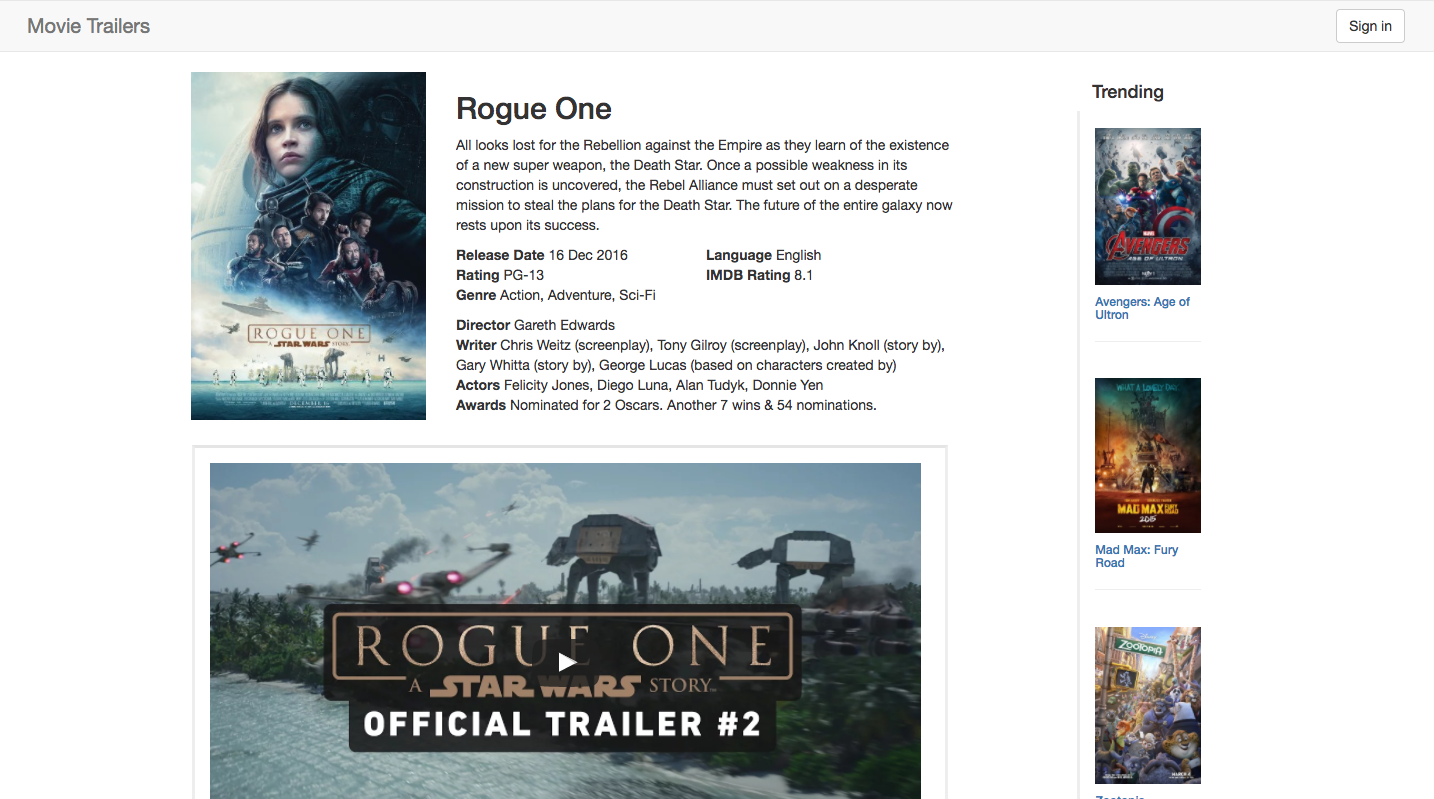 Movie Trailers
Sign in
Rogue One
All looks lost for the Rebellion against the Empire as they learn of the existence
of a new super weapon, the Death Star. Once a possible weakness in its
construction is uncovered, the Rebel Alliance must set out on a desperate
mission to steal the plans for the Death Star. The future of the entire galaxy now
rests upon its success.
Release Date 16 Dec 2016
Language English
Rating PG-13
IMDB Rating 8.1
Genre Action, Adventure, Sci-Fi
Director Gareth Edwards
Writer Chris Weitz (screenplay), Tony Gilroy (screenplay), John Knoll (story by),
Gary Whitta (story by), George Lucas (based on characters created by)
Actors Felicity Jones, Diego Luna, Alan Tudyk, Donnie Yen
Awards Nominated for 2 Oscars. Another 7 wins & 54 nominations.
ROGUE ONE
A STAR WARS STORY
DECEMBER 16
ROGUE ONE
A STAR WARS STORY
OFFICIAL TRAILER #2
Trending
MARVEL
AVENGERS
AGE OF ULTRON
Avengers: Age of
Ultron
WHAT A LOVELY DAY.
MAD MAX FURY ROAD
2015
Mad Max: Fury
Road
Disney
ZOOTOPIA
MARCH 4
Zootopia